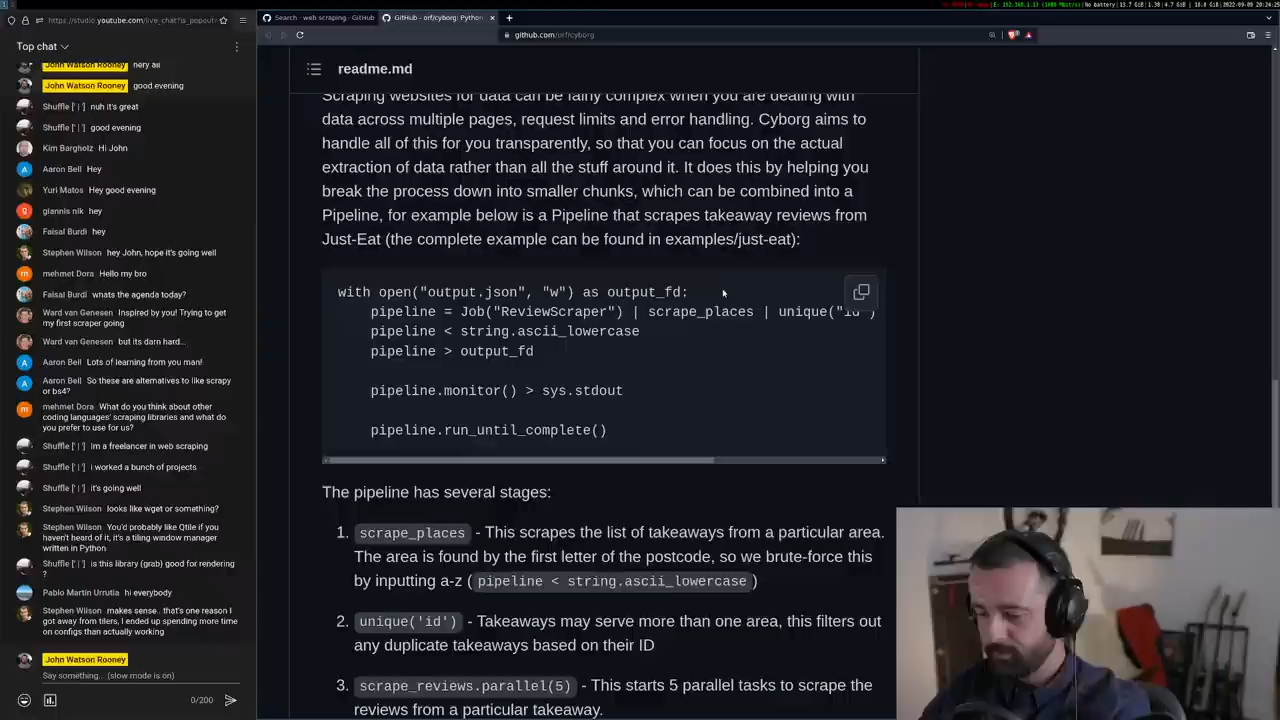 https://studio.youtube.com/live_chat?is_popout
Search · web scraping · GitHub
GitHub - orf/cyborg: Python
github.com/orf/cyborg
No battery
2022-09-09 20:24:25
Top chat
John Watson Rooney
John Watson Rooney good evening
Shuffle [' | '] nuh it's great
Shuffle [' | '] good evening
Kim Bargholz Hi John
Aaron Bell Hey
Yuri Matos Hey good evening
giannis nik hey
Faisal Burdi hey
Stephen Wilson hey John, hope it's going well
mehmet Dora Hello my bro
Faisal Burdi whats the agenda today?
Ward van Genesen Inspired by you! Trying to get
my first scraper going
Ward van Genesen but its darn hard...
Aaron Bell Lots of learning from you man!
Aaron Bell So these are alternatives to like scrapy
or bs4?
mehmet Dora What do you think about other
coding languages' scraping libraries and what do
you prefer to use for us?
Shuffle [' | '] Im a freelancer in web scraping
Shuffle [' | '] i worked a bunch of projects
Shuffle [' | '] it's going well
Stephen Wilson looks like wget or something?
Stephen Wilson You'd probably like Qtile if you
haven't heard of it, it's a tiling window manager
written in Python
Shuffle [' | '] is this library (grab) good for rendering
?
Pablo Martín Urrutia hi everybody
Stephen Wilson makes sense.. that's one reason I
got away from tilers, I ended up spending more time
on configs than actually working
John Watson Rooney
Say something... (slow mode is on)
0/200
readme.md
Scraping websites for data can be fairly complex when you are dealing with
data across multiple pages, request limits and error handling. Cyborg aims to
handle all of this for you transparently, so that you can focus on the actual
extraction of data rather than all the stuff around it. It does this by helping you
break the process down into smaller chunks, which can be combined into a
Pipeline, for example below is a Pipeline that scrapes takeaway reviews from
Just-Eat (the complete example can be found in examples/just-eat):
with open("output.json", "w") as output_fd:
pipeline = Job("ReviewScraper") | scrape_places | unique("id")
pipeline < string.ascii_lowercase
pipeline > output_fd
pipeline.monitor() > sys.stdout
pipeline.run_until_complete()
The pipeline has several stages:
1. scrape_places - This scrapes the list of takeaways from a particular area.
The area is found by the first letter of the postcode, so we brute-force this
by inputting a-z ( pipeline < string.ascii_lowercase )
2. unique('id') - Takeaways may serve more than one area, this filters out
any duplicate takeaways based on their ID
3. scrape_reviews.parallel(5) - This starts 5 parallel tasks to scrape the
reviews from a particular takeaway.